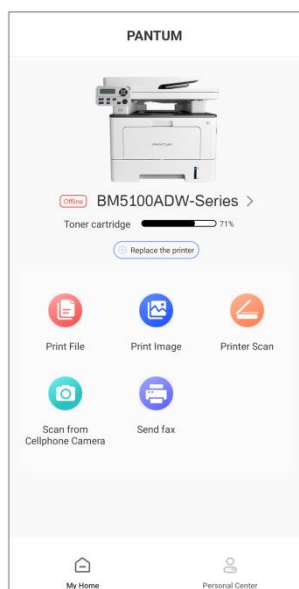 PANTUM
PANTUM
Offline BM5100ADW-Series >
Toner cartridge 71%
Replace the printer
Print File
Print Image
Printer Scan
Scan from
Cellphone Camera
Send fax
My Home
Personal Center